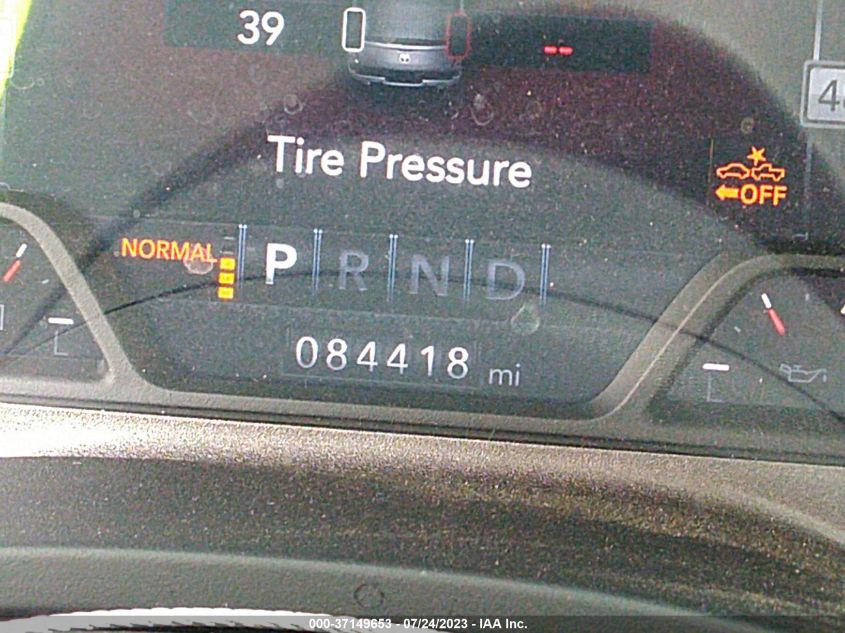 39
--
Tire Pressure
OFF
NORMAL P R N D
084418 mi
L L
000-37149653 - 07/24/2023 - IAA Inc.